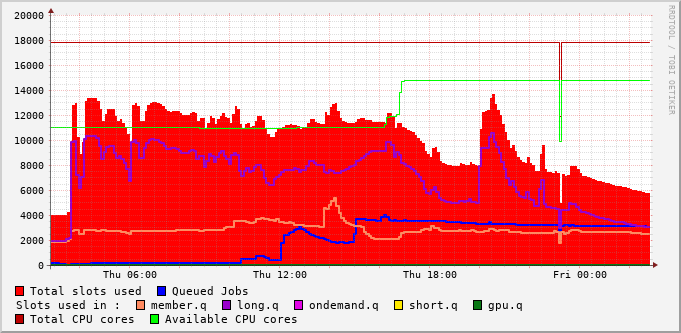 20000
18000
16000
14000
12000
10000
8000
6000
4000
2000
0
Thu 06:00 Thu 12:00 Thu 18:00 Fri 00:00
RRDTOOL / TOBI OETIKER
Total slots used Queued Jobs
Slots used in : member.q long.q ondemand.q short.q gpu.q
Total CPU cores Available CPU cores